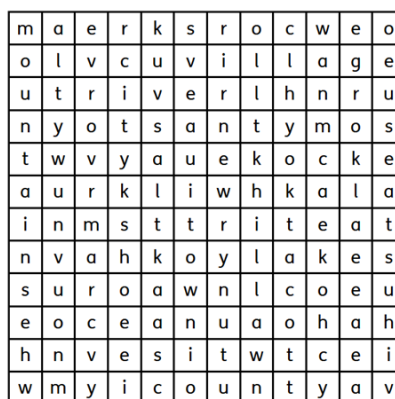 m a e r k s r o c w e o
o l v c u v i l l a g e
u t r i v e r l h n r u
n y o t s a n t y m o s
t w v y a u e k o c k e
a u r k l i w h k a l a
i n m s t t r i t e a t
n v a h k o y l a k e s
s u r o a w n l c o e u
e o c e a n u a o h a h
h n v e s i t w t c e i
w m y i c o u n t y a v